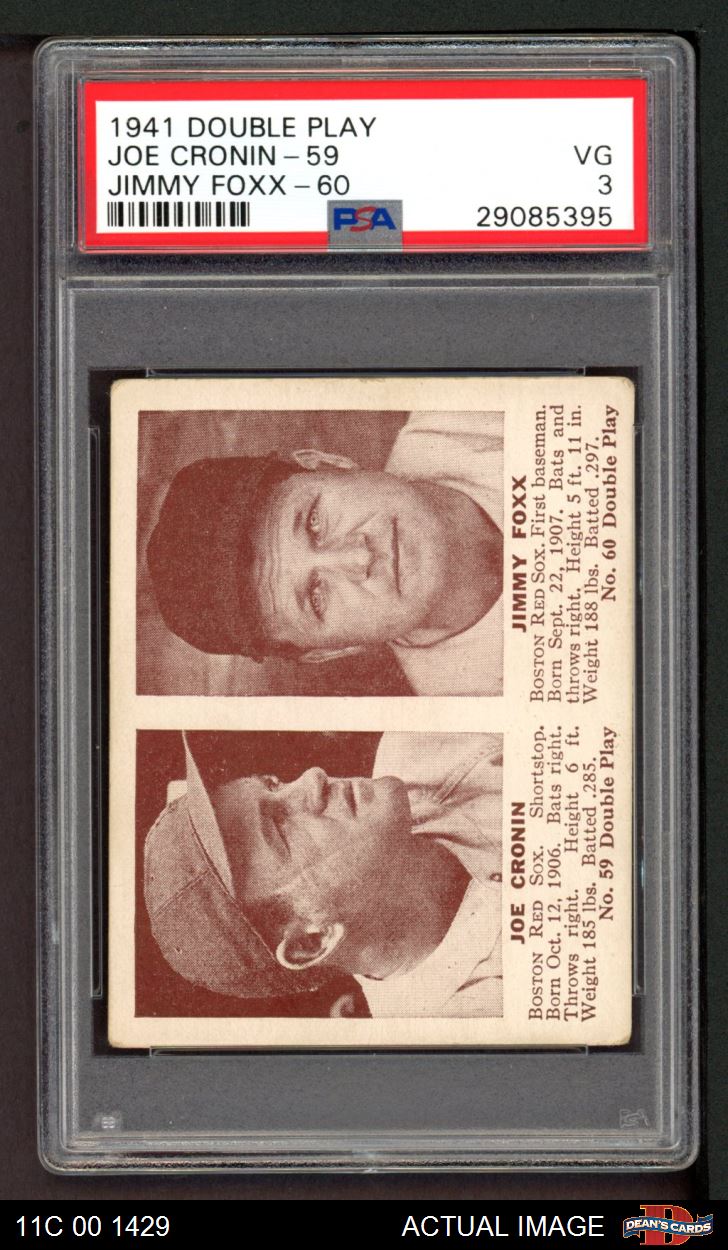 1941 DOUBLE PLAY
JOE CRONIN – 59 VG
JIMMY FOXX – 60 3
PSA 29085395
JIMMY FOXX
BOSTON RED SOX. First baseman.
Born Sept. 22, 1907. Bats and
throws right. Height 5 ft. 11 in.
Weight 188 lbs. Batted .297.
No. 60 Double Play
JOE CRONIN
BOSTON RED SOX. Shortstop.
Born Oct. 12, 1906. Bats right.
Throws right. Height 6 ft.
Weight 185 lbs. Batted .285.
No. 59 Double Play
11C 00 1429 ACTUAL IMAGE D DEAN'S CARDS